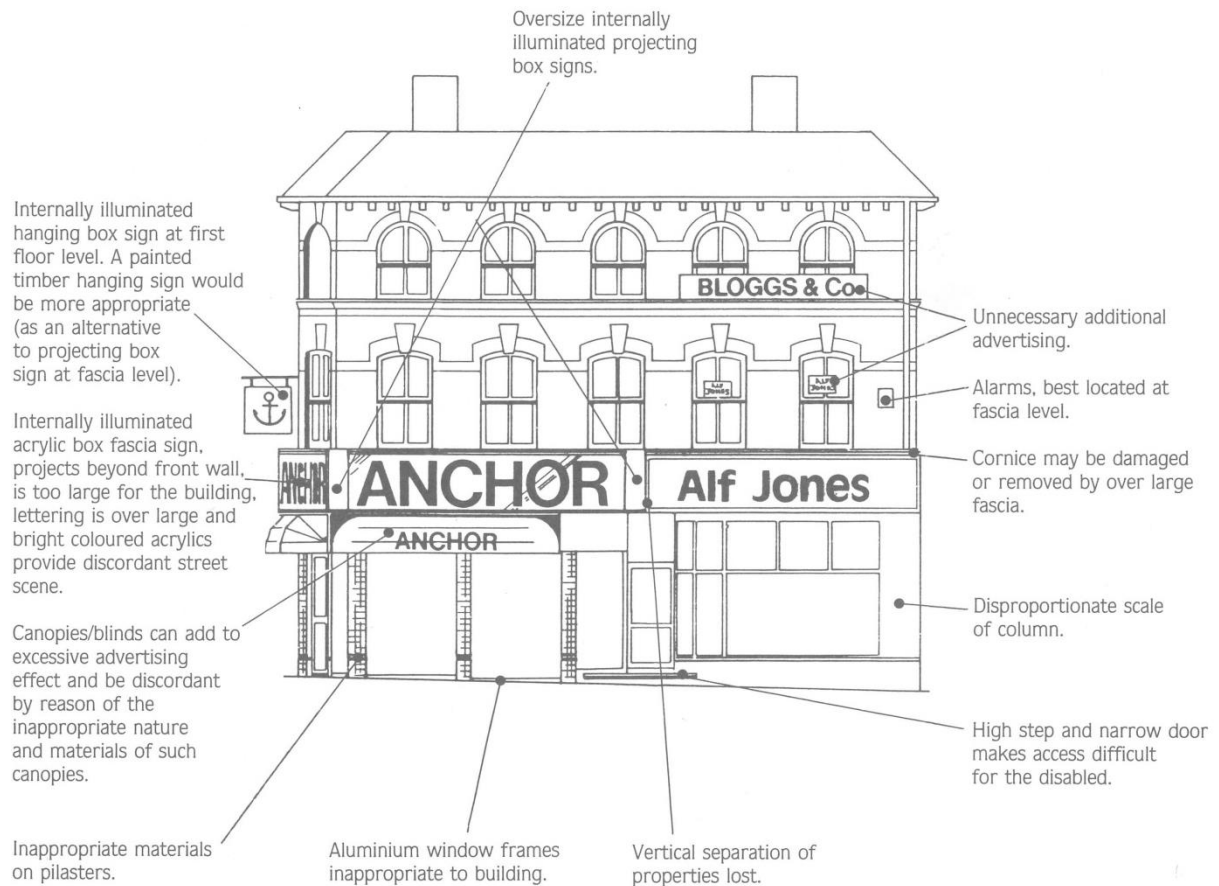 Oversize internally
illuminated projecting
box signs.
Internally illuminated
hanging box sign at first
floor level. A painted
timber hanging sign would
be more appropriate
(as an alternative
to projecting box
sign at fascia level).
Internally illuminated
acrylic box fascia sign,
projects beyond front wall,
is too large for the building,
lettering is over large and
bright coloured acrylics
provide discordant street
scene.
Canopies/blinds can add to
excessive advertising
effect and be discordant
by reason of the
inappropriate nature
and materials of such
canopies.
Inappropriate materials
on pilasters.
BLOGGS & Co
ALF
JONES
ALF
JONES
ANCHOR
ANCHOR
Alf Jones
ANCHOR
Unnecessary additional
advertising.
Alarms, best located at
fascia level.
Cornice may be damaged
or removed by over large
fascia.
Disproportionate scale
of column.
High step and narrow door
makes access difficult
for the disabled.
Aluminium window frames
inappropriate to building.
Vertical separation of
properties lost.